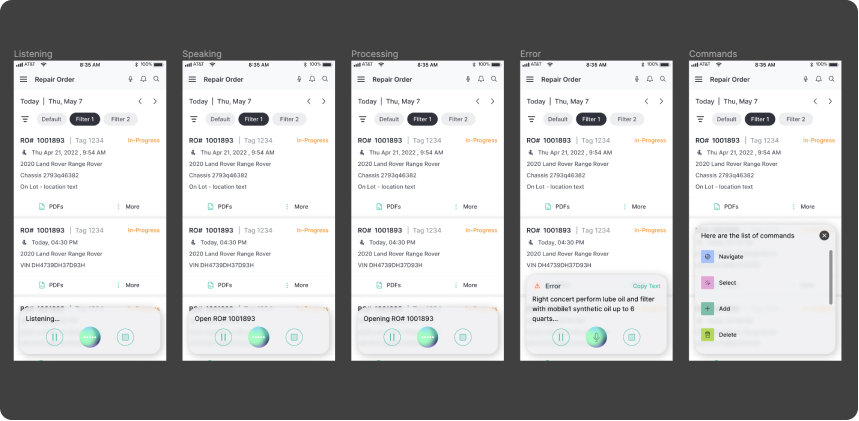 Listening
AT&T 8:35 AM 100%
Repair Order
Today | Thu, May 7
Default Filter 1 Filter 2
RO# 1001893 | Tag 1234 In-Progress
Thu Apr 21, 2022 , 9:54 AM
2020 Land Rover Range Rover
Chassis 2793q46382
On Lot - location text
PDFs More
RO# 1001893 | Tag 1234 In-Progress
Today, 04:30 PM
2020 Land Rover Range Rover
VIN DH4739DH37D93H
PDFs More
Listening...
Speaking
AT&T 8:35 AM 100%
Repair Order
Today | Thu, May 7
Default Filter 1 Filter 2
RO# 1001893 | Tag 1234 In-Progress
Thu Apr 21, 2022 , 9:54 AM
2020 Land Rover Range Rover
Chassis 2793q46382
On Lot - location text
PDFs More
RO# 1001893 | Tag 1234 In-Progress
Today, 04:30 PM
2020 Land Rover Range Rover
VIN DH4739DH37D93H
PDFs More
Open RO# 1001893
Processing
AT&T 8:35 AM 100%
Repair Order
Today | Thu, May 7
Default Filter 1 Filter 2
RO# 1001893 | Tag 1234 In-Progress
Thu Apr 21, 2022 , 9:54 AM
2020 Land Rover Range Rover
Chassis 2793q46382
On Lot - location text
PDFs More
RO# 1001893 | Tag 1234 In-Progress
Today, 04:30 PM
2020 Land Rover Range Rover
VIN DH4739DH37D93H
PDFs More
Opening RO# 1001893
Error
AT&T 8:35 AM 100%
Repair Order
Today | Thu, May 7
Default Filter 1 Filter 2
RO# 1001893 | Tag 1234 In-Progress
Thu Apr 21, 2022 , 9:54 AM
2020 Land Rover Range Rover
Chassis 2793q46382
On Lot - location text
PDFs More
RO# 1001893 | Tag 1234 In-Progress
Today, 04:30 PM
2020 Land Rover Range Rover
VIN DH4739DH37D93H
Error Copy Text
Right concert perform lube oil and filter
with mobile1 synthetic oil up to 6
quarts...
Commands
AT&T 8:35 AM 100%
Repair Order
Today | Thu, May 7
Default Filter 1 Filter 2
RO# 1001893 | Tag 1234 In-Progress
Thu Apr 21, 2022 , 9:54 AM
2020 Land Rover Range Rover
Chassis 2793q46382
On Lot - location text
PDFs More
Here are the list of commands
Navigate
Select
Add
Delete